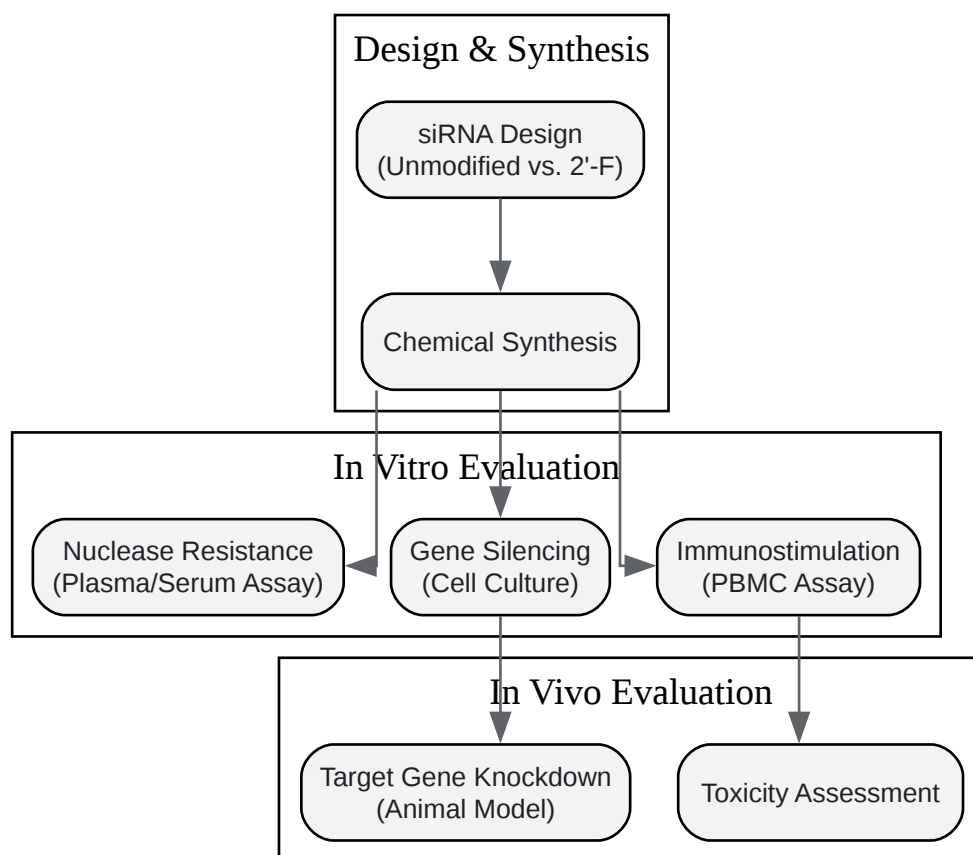 Design & Synthesis
siRNA Design
(Unmodified vs. 2'-F)
Chemical Synthesis
In Vitro Evaluation
Nuclease Resistance
(Plasma/Serum Assay)
Gene Silencing
(Cell Culture)
Immunostimulation
(PBMC Assay)
In Vivo Evaluation
Target Gene Knockdown
(Animal Model)
Toxicity Assessment